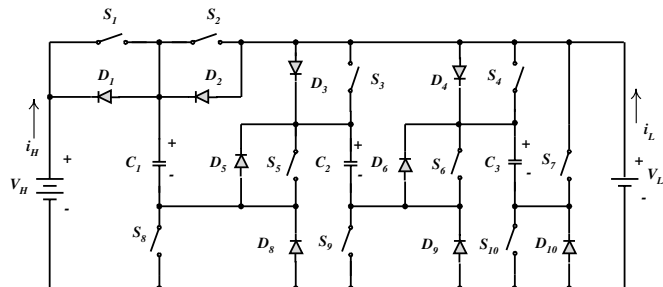 S1 S2
D1 D2 D3 S3 D4 S4
iH iL
+ + + + +
VH C1 D5 S5 C2 D6 S6 C3 S7 VL
- - - - -
S8 D8 S9 D9 S10 D10